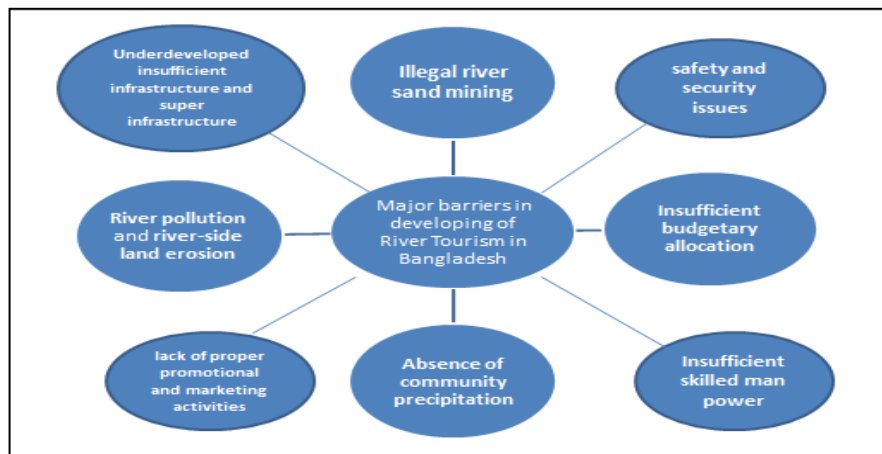 Underdeveloped
insufficient
infrastructure and
super
infrastructure
Illegal river
sand mining
safety and
security
issues
River pollution
and river-side
land erosion
Major barriers in
developing of
River Tourism in
Bangladesh
Insufficient
budgetary
allocation
lack of proper
promotional
and marketing
activities
Absence of
community
precipitation
Insufficient
skilled man
power